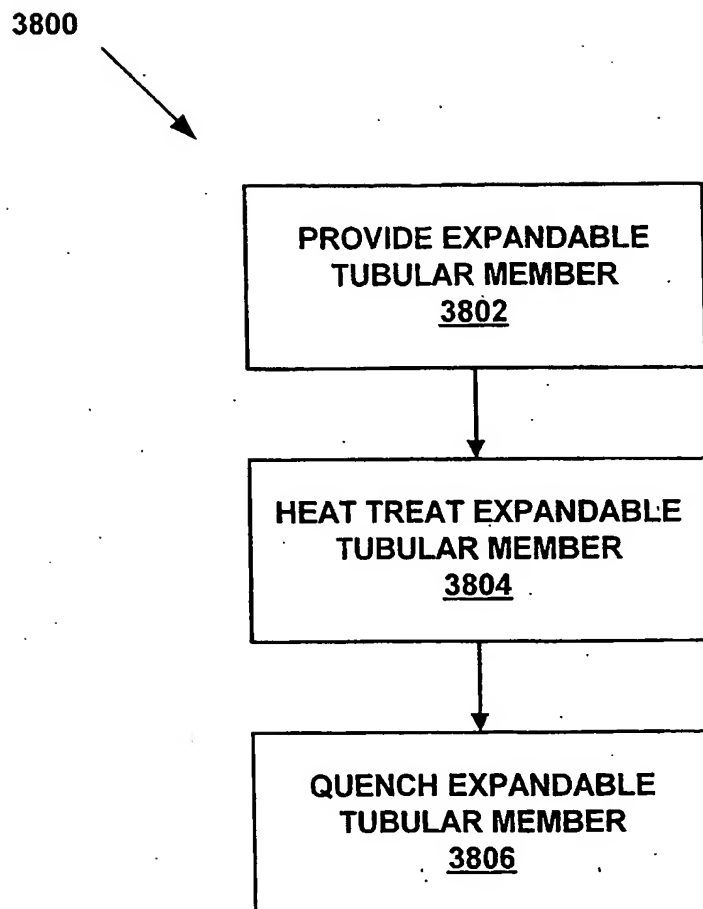 3800
PROVIDE EXPANDABLE
TUBULAR MEMBER
3802
HEAT TREAT EXPANDABLE
TUBULAR MEMBER
3804
QUENCH EXPANDABLE
TUBULAR MEMBER
3806